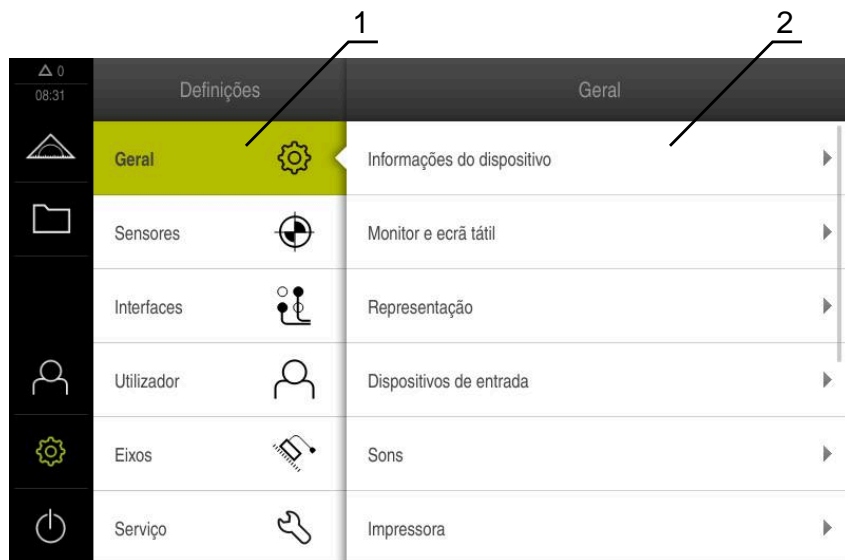 1 2
0
08:31
Definições Geral
Geral Informações do dispositivo
Sensores Monitor e ecrã tátil
Interfaces Representação
Utilizador Dispositivos de entrada
Eixos Sons
Serviço Impressora